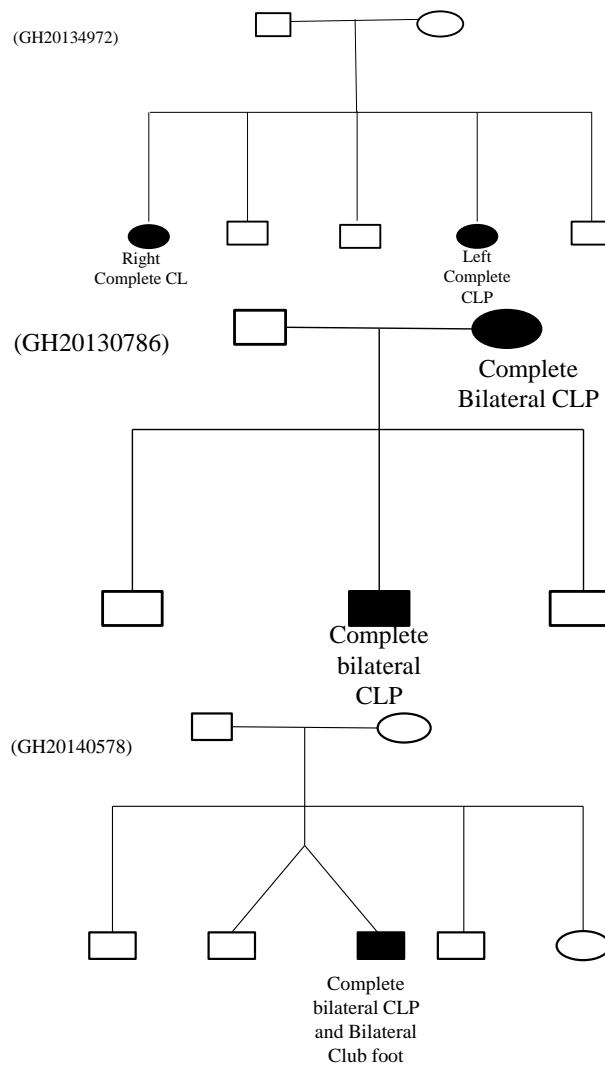 (GH20134972)
Right
Complete CL
Left
Complete
CLP
(GH20130786)
Complete
Bilateral CLP
Complete
bilateral
CLP
(GH20140578)
Complete
bilateral CLP
and Bilateral
Club foot